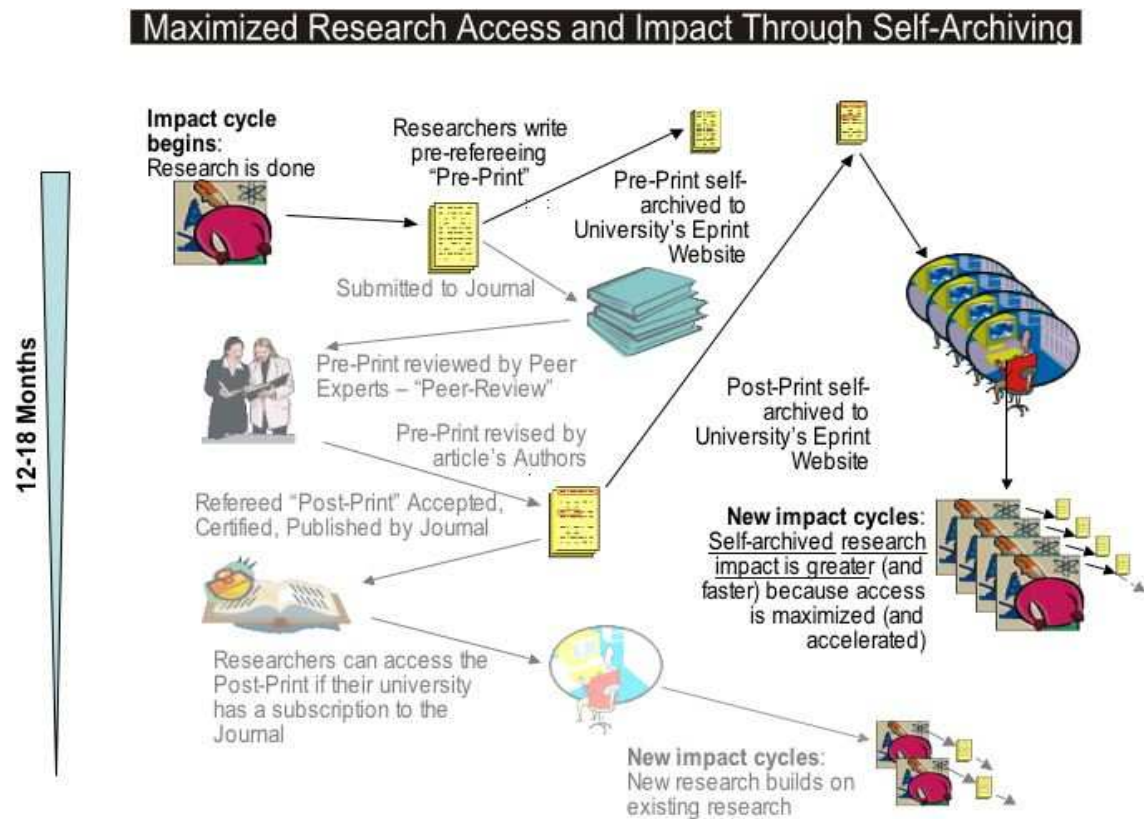 Maximized Research Access and Impact Through Self-Archiving
Impact cycle
begins:
Research is done
Researchers write
pre-refereeing
“Pre-Print”
Pre-Print self-
archived to
University’s Eprint
Website
Submitted to Journal
Pre-Print reviewed by Peer
Experts – “Peer-Review”
Pre-Print revised by
article’s Authors
Refereed “Post-Print” Accepted,
Certified, Published by Journal
Researchers can access the
Post-Print if their university
has a subscription to the
Journal
New impact cycles:
New research builds on
existing research
Post-Print self-
archived to
University’s Eprint
Website
New impact cycles:
Self-archived research
impact is greater (and
faster) because access
is maximized (and
accelerated)
12-18 Months